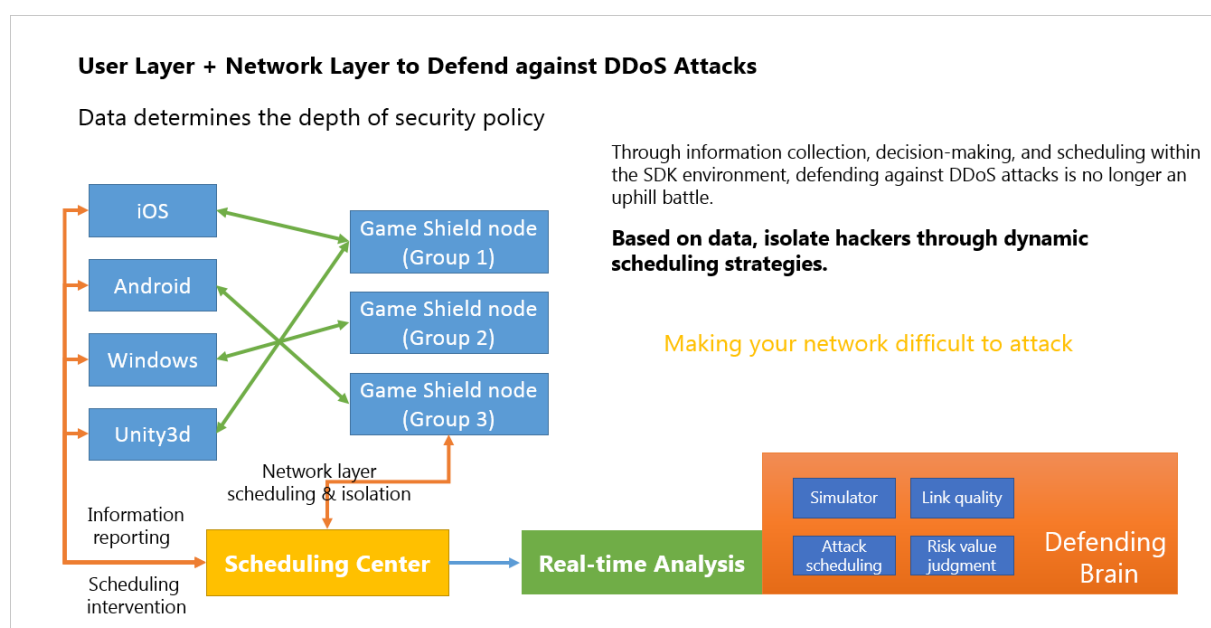 User Layer + Network Layer to Defend against DDoS Attacks
Data determines the depth of security policy
Through information collection, decision-making, and scheduling within
the SDK environment, defending against DDoS attacks is no longer an
uphill battle.
Based on data, isolate hackers through dynamic
scheduling strategies.
Making your network difficult to attack
iOS
Android
Windows
Unity3d
Game Shield node
(Group 1)
Game Shield node
(Group 2)
Game Shield node
(Group 3)
Network layer
scheduling & isolation
Information
reporting
Scheduling
intervention
Scheduling Center
Real-time Analysis
Simulator
Link quality
Attack
scheduling
Risk value
judgment
Defending
Brain